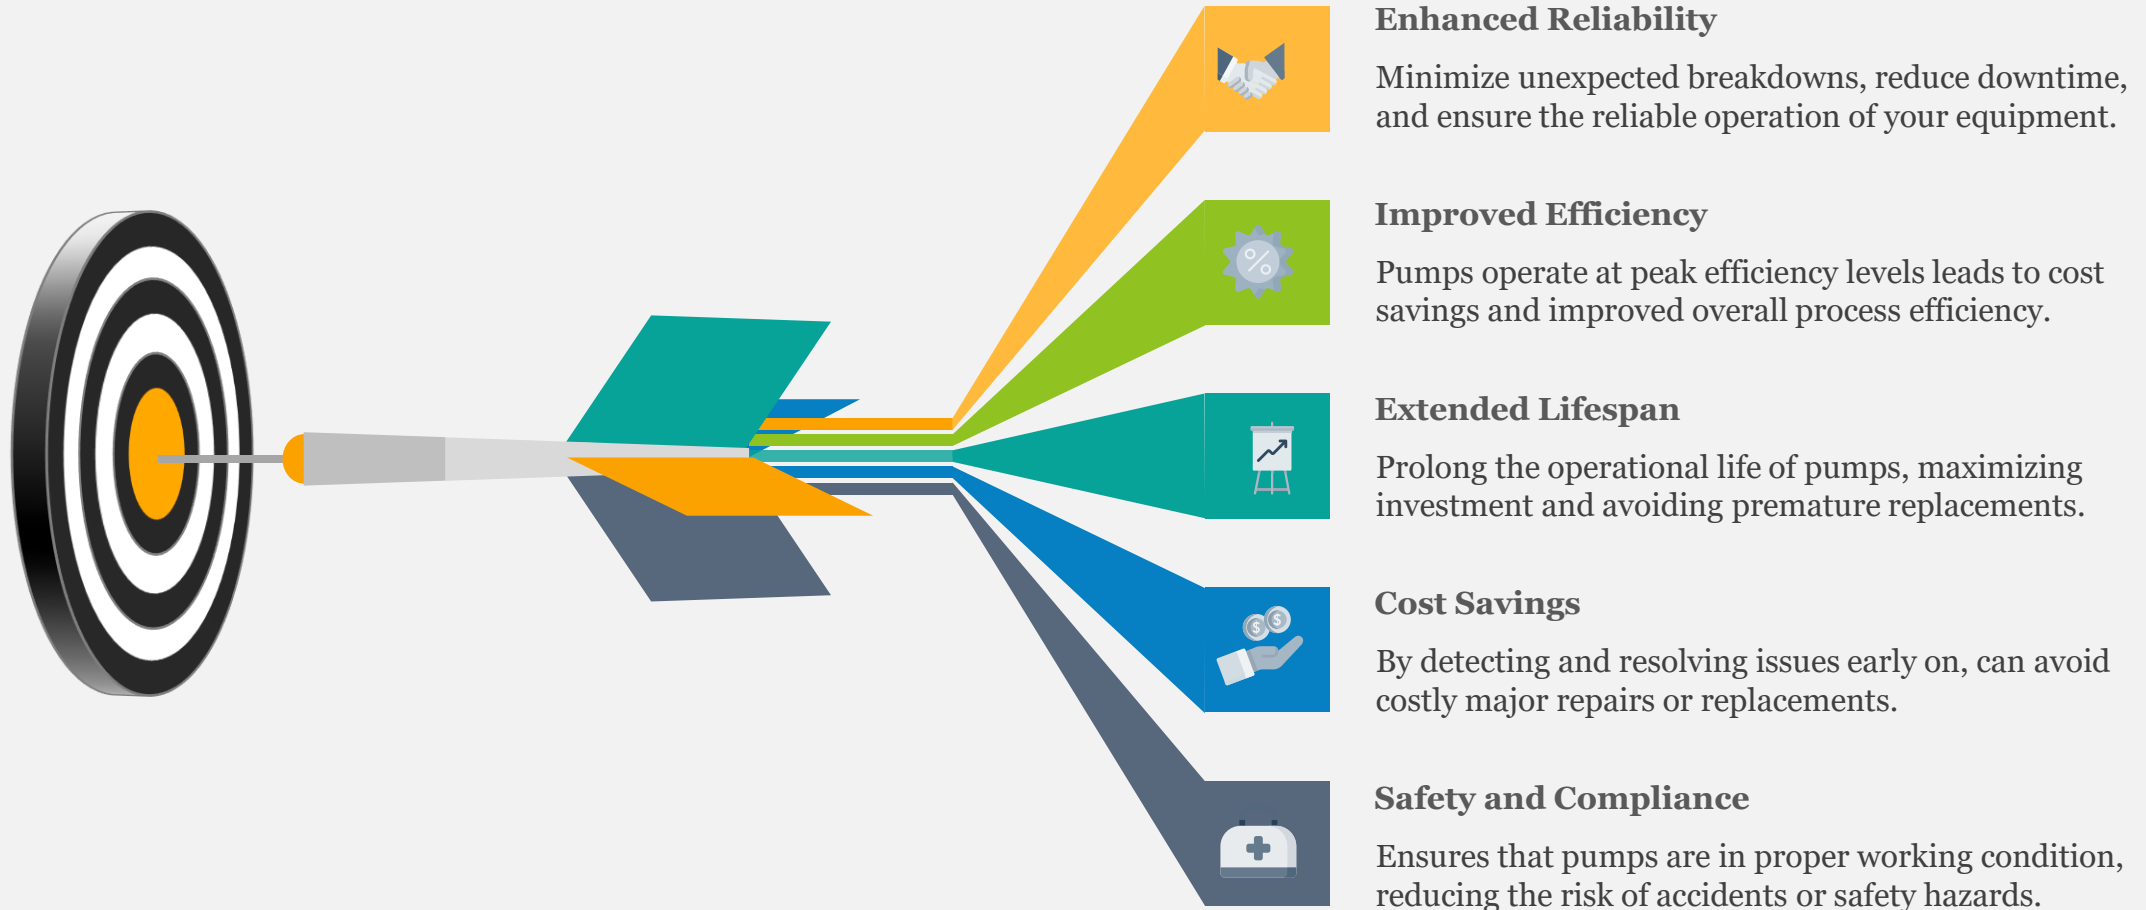 Enhanced Reliability
Minimize unexpected breakdowns, reduce downtime,
and ensure the reliable operation of your equipment.
Improved Efficiency
Pumps operate at peak efficiency levels leads to cost
savings and improved overall process efficiency.
Extended Lifespan
Prolong the operational life of pumps, maximizing
investment and avoiding premature replacements.
Cost Savings
By detecting and resolving issues early on, can avoid
costly major repairs or replacements.
Safety and Compliance
Ensures that pumps are in proper working condition,
reducing the risk of accidents or safety hazards.